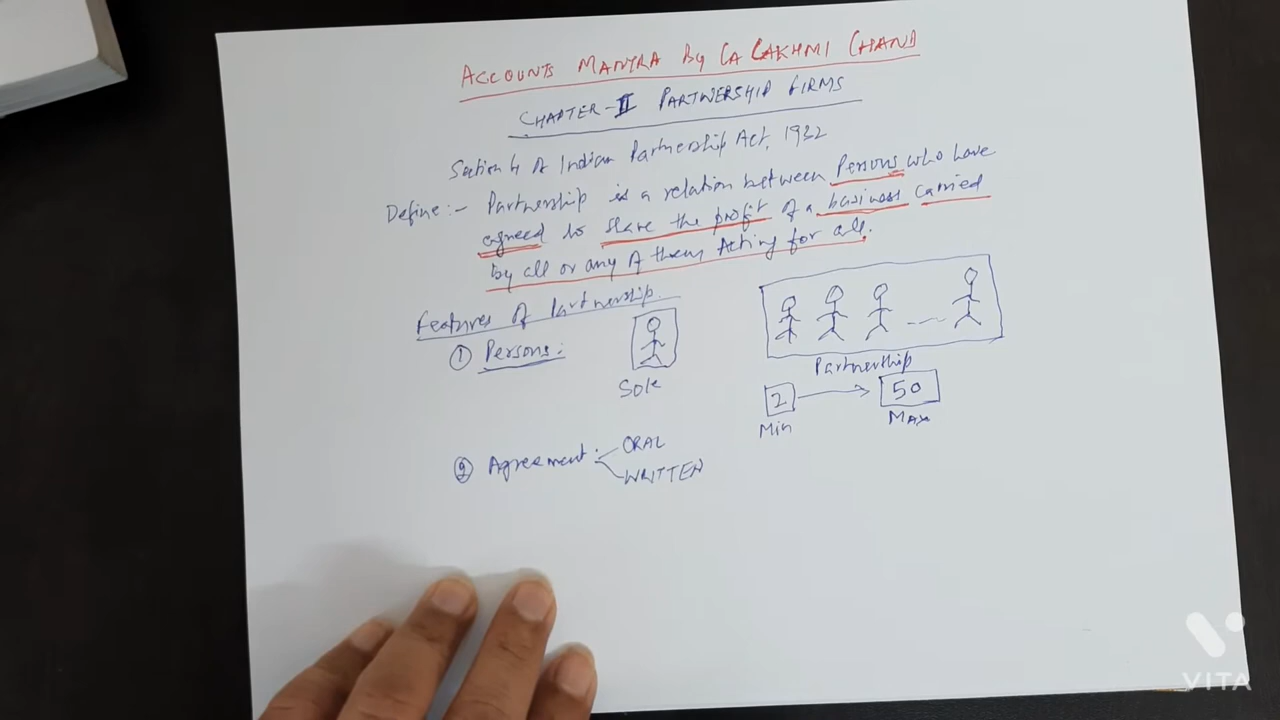 ACCOUNTS MANTRA By CA LAKHMI CHAND
CHAPTER-II PARTNERSHIP FIRMS
Section 4 of Indian Partnership Act, 1932
Define:- Partnership is a relation between Persons who have
agreed to share the profit of a business carried
by all or any of them Acting for all.
Features of Partnership.
① Persons:
Sole
Partnership
2 50
Min Max
② Agreement:
ORAL
WRITTEN
VITA